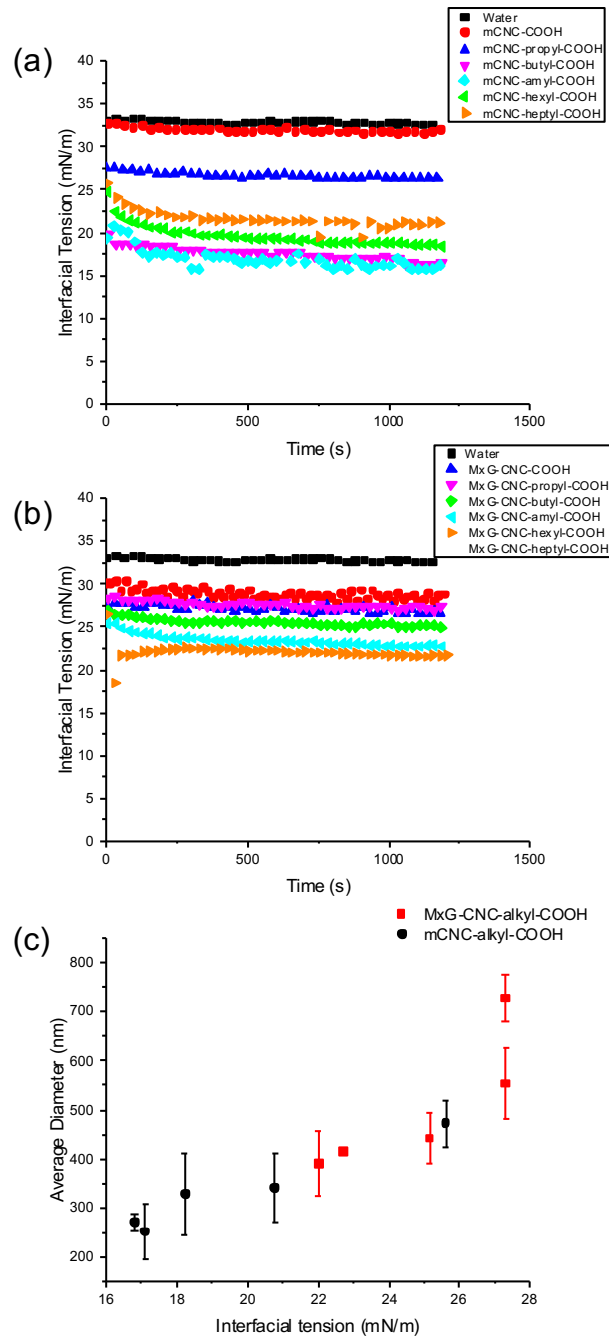 (a)
Water
mCNC-COOH
mCNC-propyl-COOH
mCNC-butyl-COOH
mCNC-amyl-COOH
mCNC-hexyl-COOH
mCNC-heptyl-COOH
40
35
30
25
20
15
10
5
0
Interfacial Tension (mN/m)
0 500 1000 1500
Time (s)
(b)
Water
MxG-CNC-COOH
MxG-CNC-propyl-COOH
MxG-CNC-butyl-COOH
MxG-CNC-amyl-COOH
MxG-CNC-hexyl-COOH
MxG-CNC-heptyl-COOH
40
35
30
25
20
15
10
5
0
Interfacial Tension (mN/m)
0 500 1000 1500
Time (s)
(c)
MxG-CNC-alkyl-COOH
mCNC-alkyl-COOH
800
700
600
500
400
300
200
Average Diameter (nm)
16 18 20 22 24 26 28
Interfacial tension (mN/m)